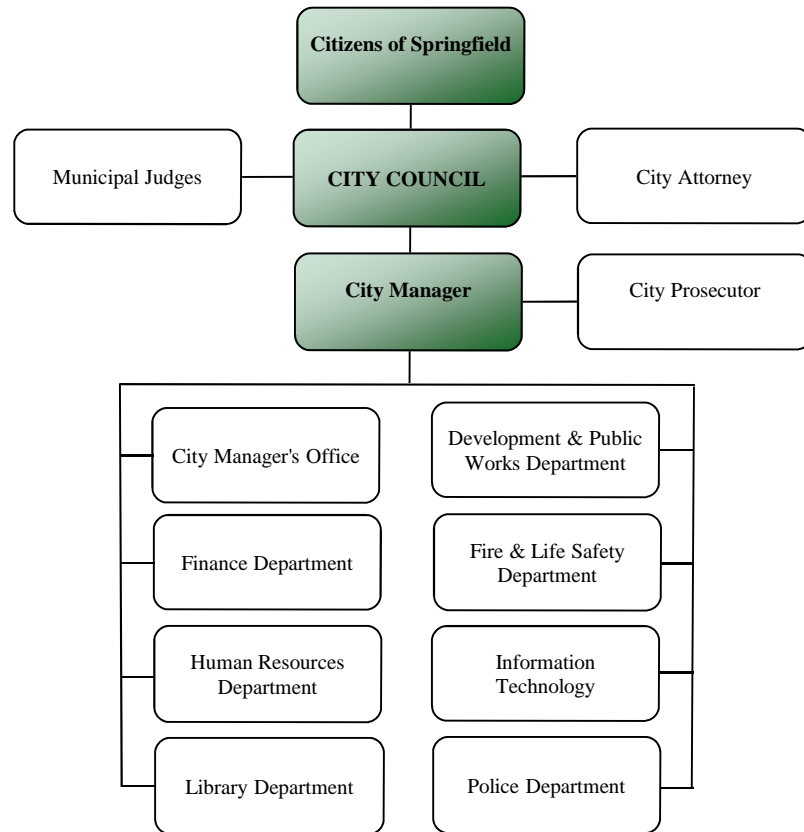 Citizens of Springfield
Municipal Judges
CITY COUNCIL
City Attorney
City Manager
City Prosecutor
City Manager's Office
Development & Public
Works Department
Finance Department
Fire & Life Safety
Department
Human Resources
Department
Information
Technology
Library Department
Police Department